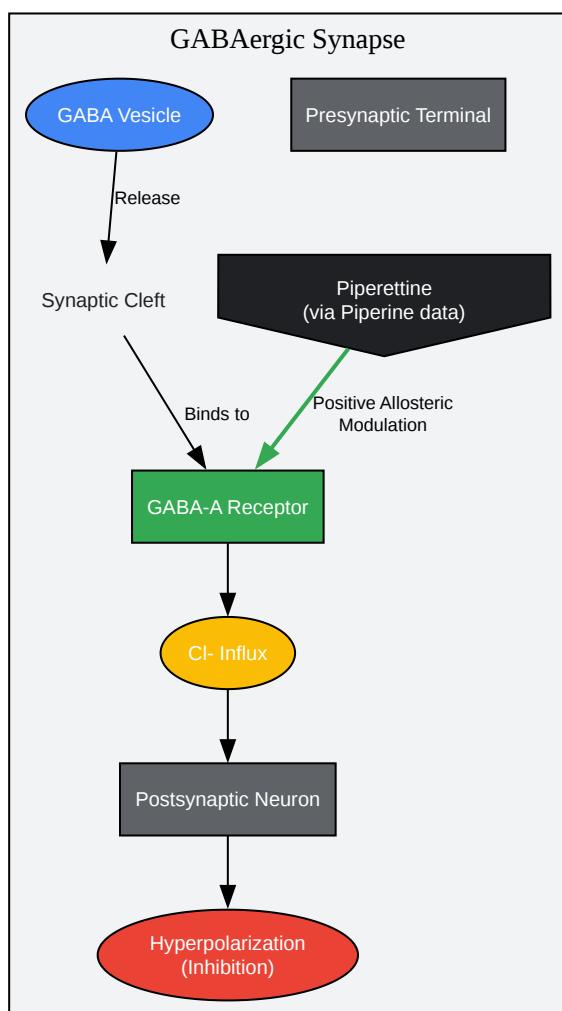 GABAergic Synapse
GABA Vesicle
Presynaptic Terminal
Release
Synaptic Cleft
Piperettine
(via Piperine data)
Binds to
Positive Allosteric
Modulation
GABA-A Receptor
Cl- Influx
Postsynaptic Neuron
Hyperpolarization
(Inhibition)